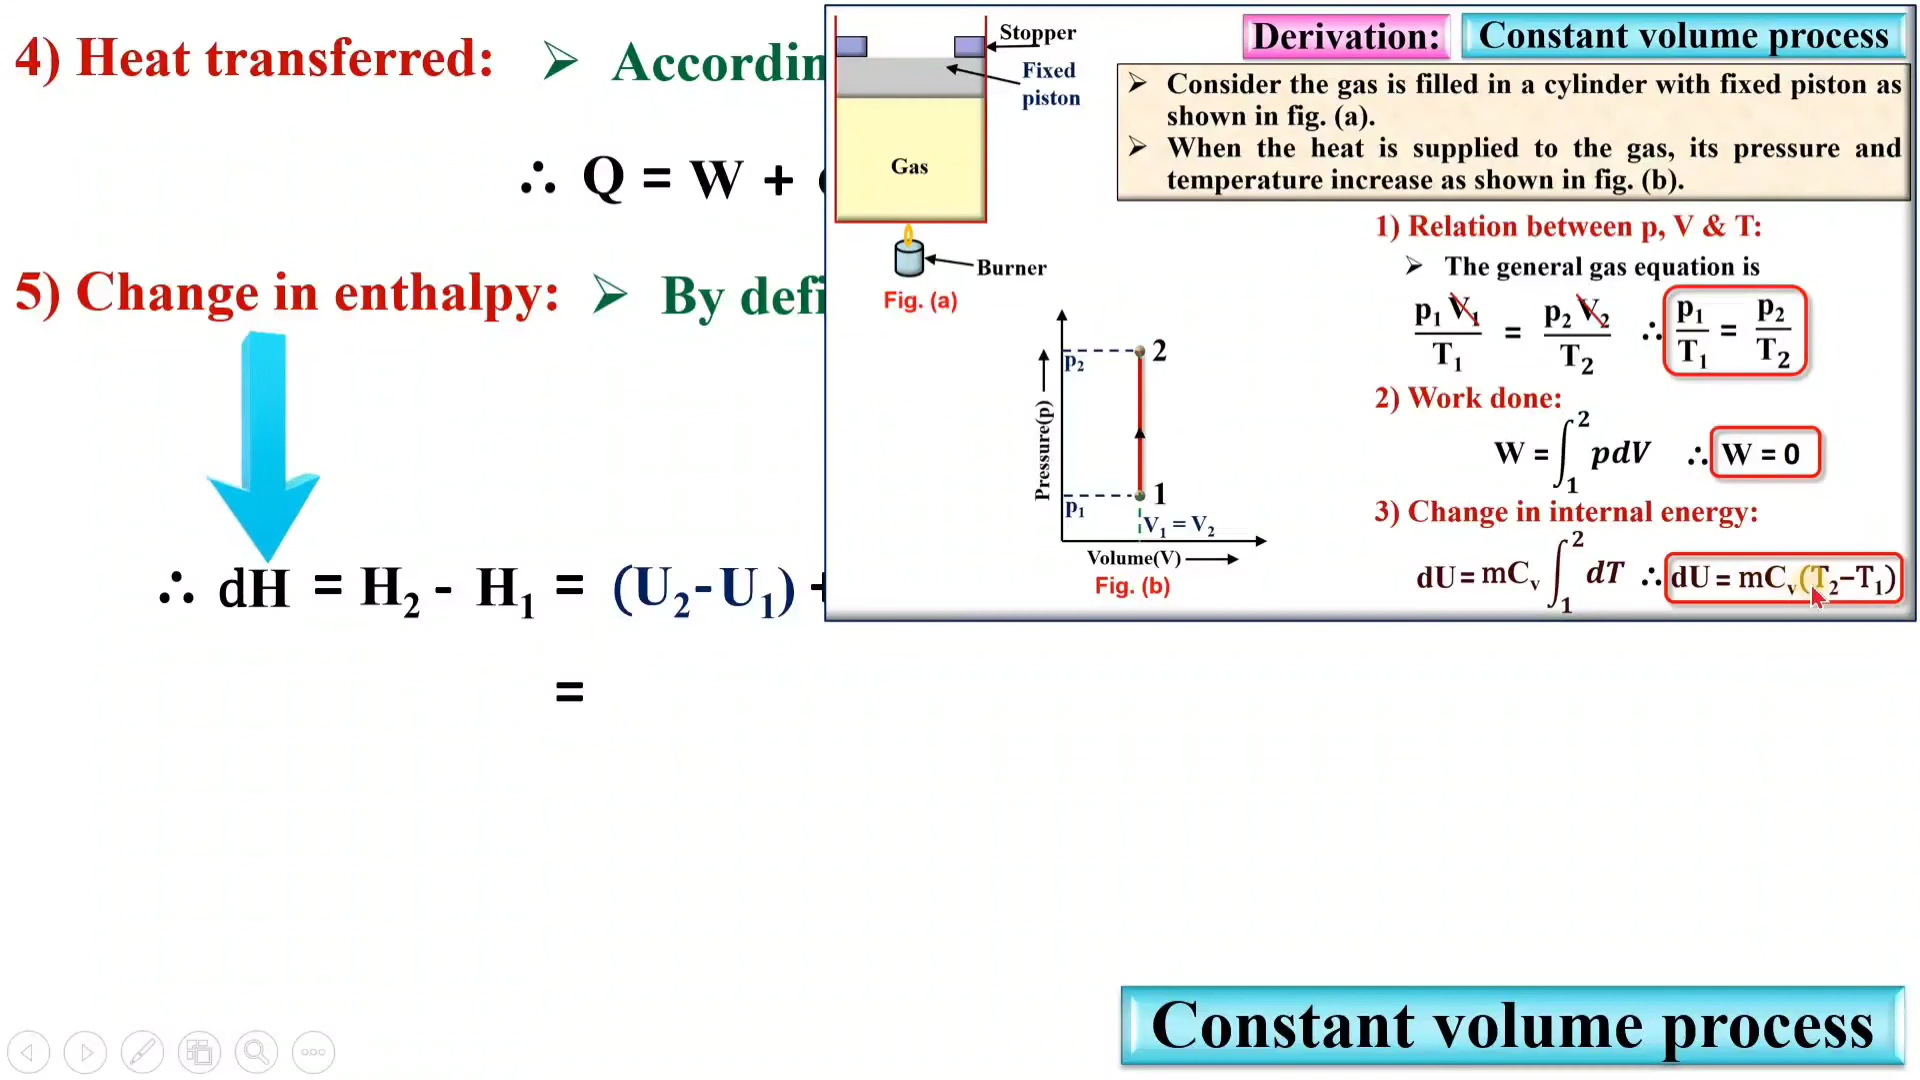 4) Heat transferred: ➢ Accordin
∴ Q = W +
5) Change in enthalpy: ➢ By defi
∴ dH = H₂ - H₁ = (U₂-U₁) +
=
Stopper
Fixed
piston
Gas
Burner
Fig. (a)
Derivation: Constant volume process
➢ Consider the gas is filled in a cylinder with fixed piston as
shown in fig. (a).
➢ When the heat is supplied to the gas, its pressure and
temperature increase as shown in fig. (b).
1) Relation between p, V & T:
➢ The general gas equation is
p₁ V₁ / T₁ = p₂ V₂ / T₂ ∴ p₁ / T₁ = p₂ / T₂
2) Work done:
W = ∫₁² pdV ∴ W = 0
3) Change in internal energy:
dU = mCᵥ ∫₁² dT ∴ dU = mCᵥ(T₂–T₁)
Pressure(p)
p₂
2
p₁
1
V₁ = V₂
Volume(V)
Fig. (b)
Constant volume process